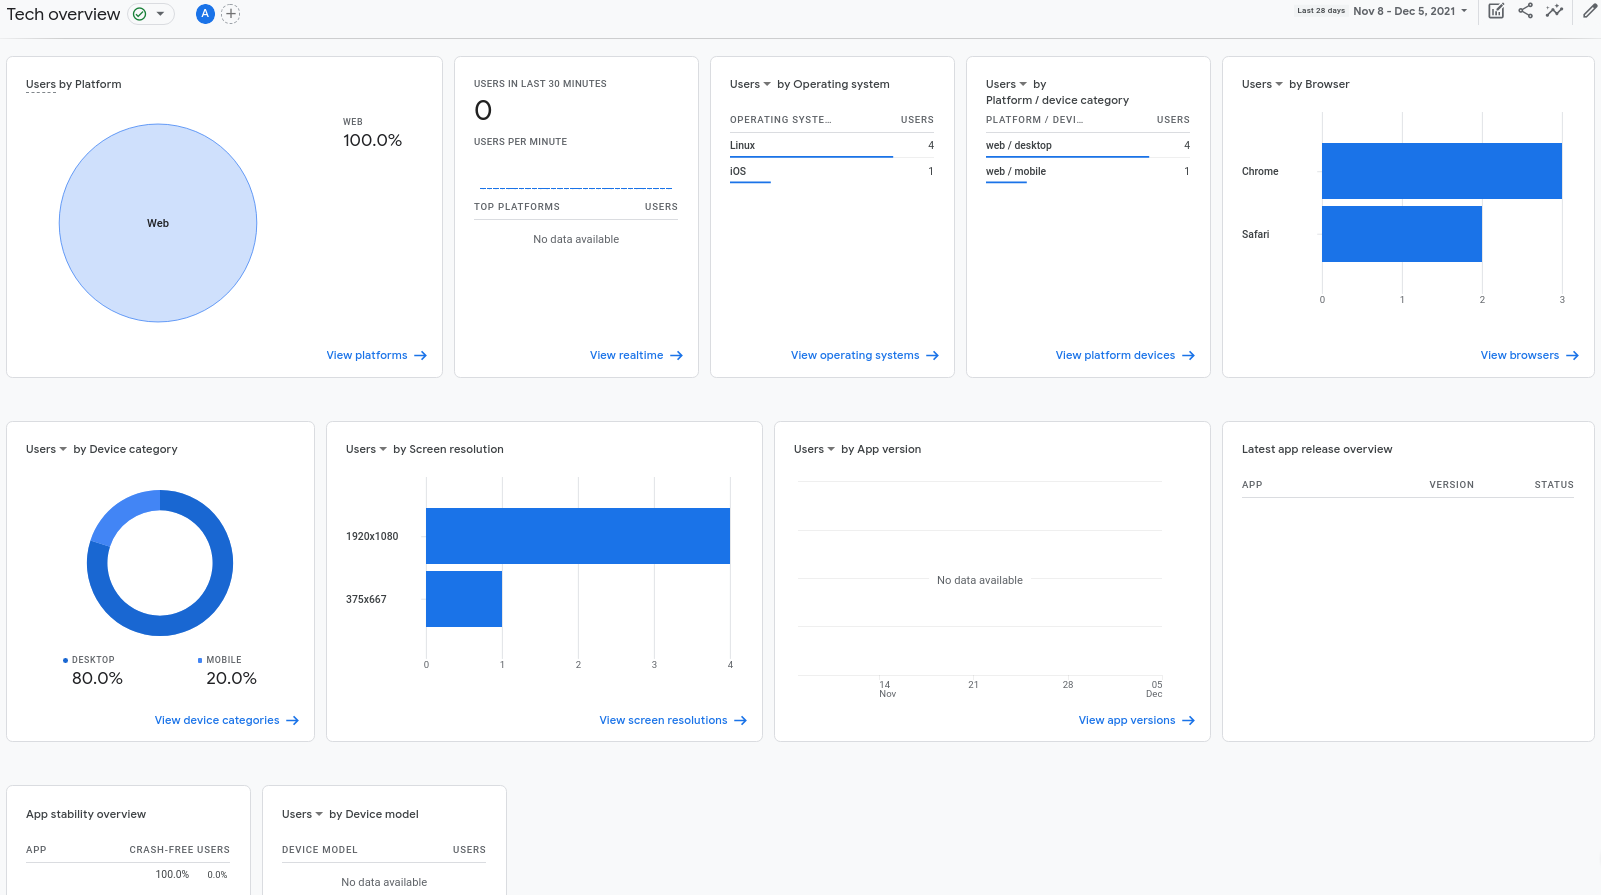 Tech overview
A
Last 28 days Nov 8 - Dec 5, 2021
Users by Platform
WEB
100.0%
Web
View platforms
USERS IN LAST 30 MINUTES
0
USERS PER MINUTE
TOP PLATFORMS USERS
No data available
View realtime
Users by Operating system
OPERATING SYSTE... USERS
Linux 4
iOS 1
View operating systems
Users by
Platform / device category
PLATFORM / DEVI... USERS
web / desktop 4
web / mobile 1
View platform devices
Users by Browser
Chrome
Safari
0 1 2 3
View browsers
Users by Device category
DESKTOP MOBILE
80.0% 20.0%
View device categories
Users by Screen resolution
1920x1080
375x667
0 1 2 3 4
View screen resolutions
Users by App version
No data available
14 21 28 05
Nov Dec
View app versions
Latest app release overview
APP VERSION STATUS
App stability overview
APP CRASH-FREE USERS
100.0% 0.0%
Users by Device model
DEVICE MODEL USERS
No data available